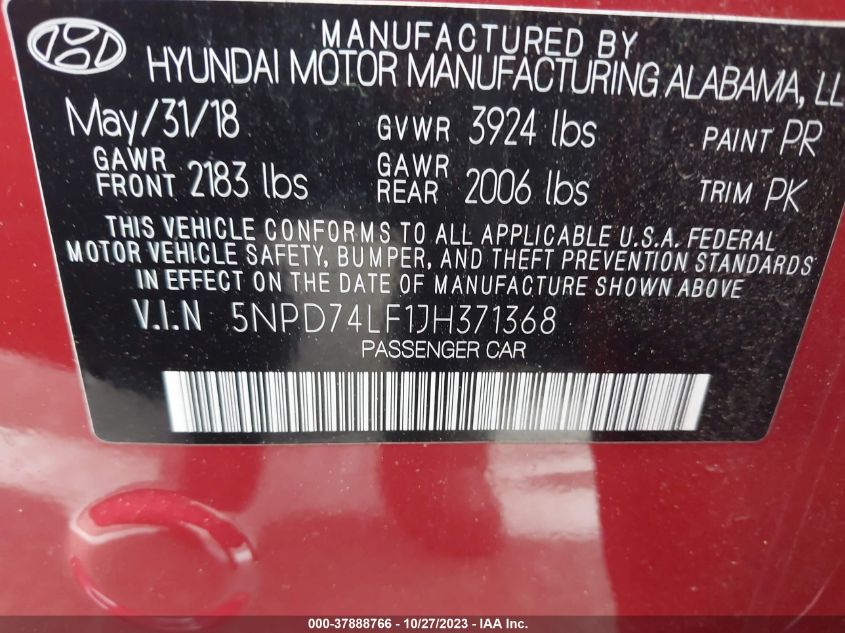 MANUFACTURED BY
HYUNDAI MOTOR MANUFACTURING ALABAMA, LL
May/31/18 GVWR 3924 lbs PAINT PR
GAWR FRONT 2183 lbs GAWR REAR 2006 lbs TRIM PK
THIS VEHICLE CONFORMS TO ALL APPLICABLE U.S.A. FEDERAL
MOTOR VEHICLE SAFETY, BUMPER, AND THEFT PREVENTION STANDARDS
IN EFFECT ON THE DATE OF MANUFACTURE SHOWN ABOVE
V.I.N 5NPD74LF1JH371368
PASSENGER CAR
000-37888766 - 10/27/2023 - IAA Inc.